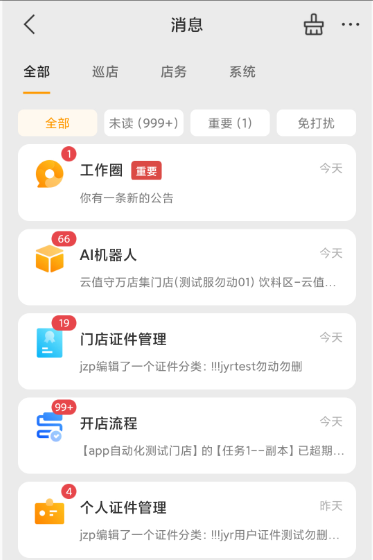 消息
全部 巡店 店务 系统
全部 未读 (999+) 重要 (1) 免打扰
1
工作圈 重要 今天
你有一条新的公告
66
AI机器人 今天
云值守万店集门店(测试服勿动01) 饮料区-云值...
19
门店证件管理 今天
jzp编辑了一个证件分类: !!!jyrtest勿动勿删
99+
开店流程 今天
【app自动化测试门店】的【任务1--副本】已超期...
4
个人证件管理 昨天
jzp编辑了一个证件分类: !!!jyr用户证件测试勿删...